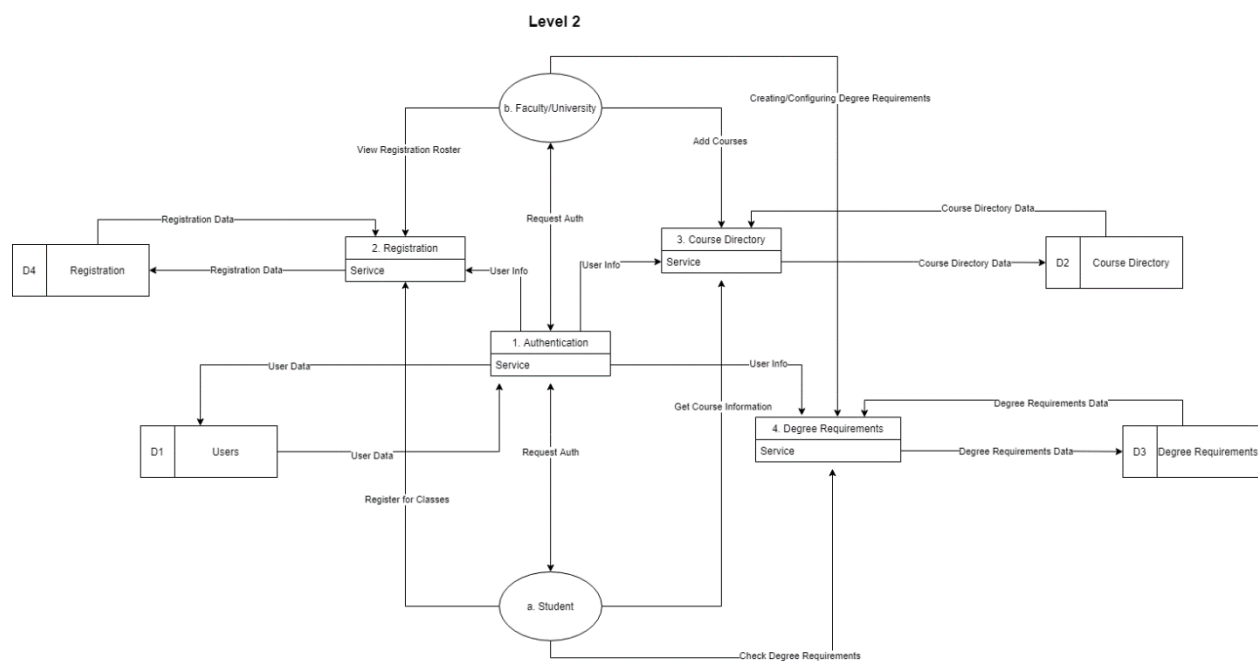 Level 2
b. Faculty/University
Creating/Configuring Degree Requirements
View Registration Roster
Add Courses
Registration Data
Request Auth
Course Directory Data
2. Registration
Serivce
3. Course Directory
Service
D4
Registration
Registration Data
User Info
User Info
Course Directory Data
D2
Course Directory
1. Authentication
Service
User Data
User Info
Get Course Information
Degree Requirements Data
4. Degree Requirements
Service
D1
Users
User Data
Request Auth
Degree Requirements Data
D3
Degree Requirements
Register for Classes
a. Student
Check Degree Requirements